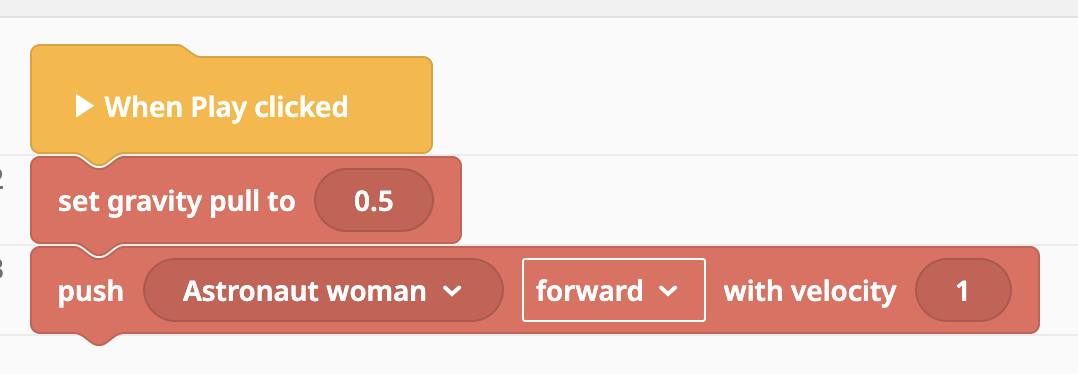 When Play clicked
set gravity pull to 0.5
push Astronaut woman forward with velocity 1